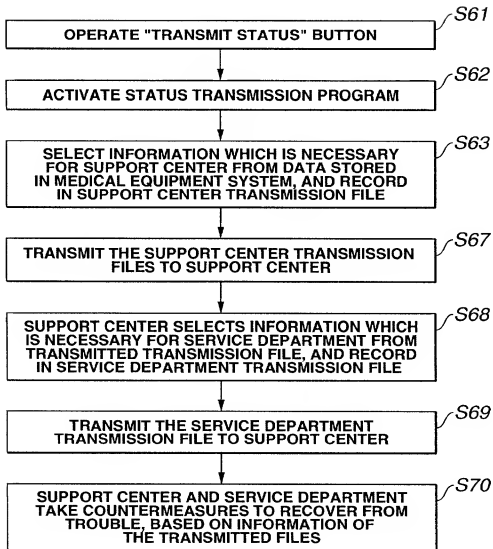 S61
OPERATE "TRANSMIT STATUS" BUTTON
S62
ACTIVATE STATUS TRANSMISSION PROGRAM
S63
SELECT INFORMATION WHICH IS NECESSARY
FOR SUPPORT CENTER FROM DATA STORED
IN MEDICAL EQUIPMENT SYSTEM, AND RECORD
IN SUPPORT CENTER TRANSMISSION FILE
S67
TRANSMIT THE SUPPORT CENTER TRANSMISSION
FILES TO SUPPORT CENTER
S68
SUPPORT CENTER SELECTS INFORMATION WHICH
IS NECESSARY FOR SERVICE DEPARTMENT FROM
TRANSMITTED TRANSMISSION FILE, AND RECORD
IN SERVICE DEPARTMENT TRANSMISSION FILE
S69
TRANSMIT THE SERVICE DEPARTMENT
TRANSMISSION FILE TO SUPPORT CENTER
S70
SUPPORT CENTER AND SERVICE DEPARTMENT
TAKE COUNTERMEASURES TO RECOVER FROM
TROUBLE, BASED ON INFORMATION OF
THE TRANSMITTED FILES